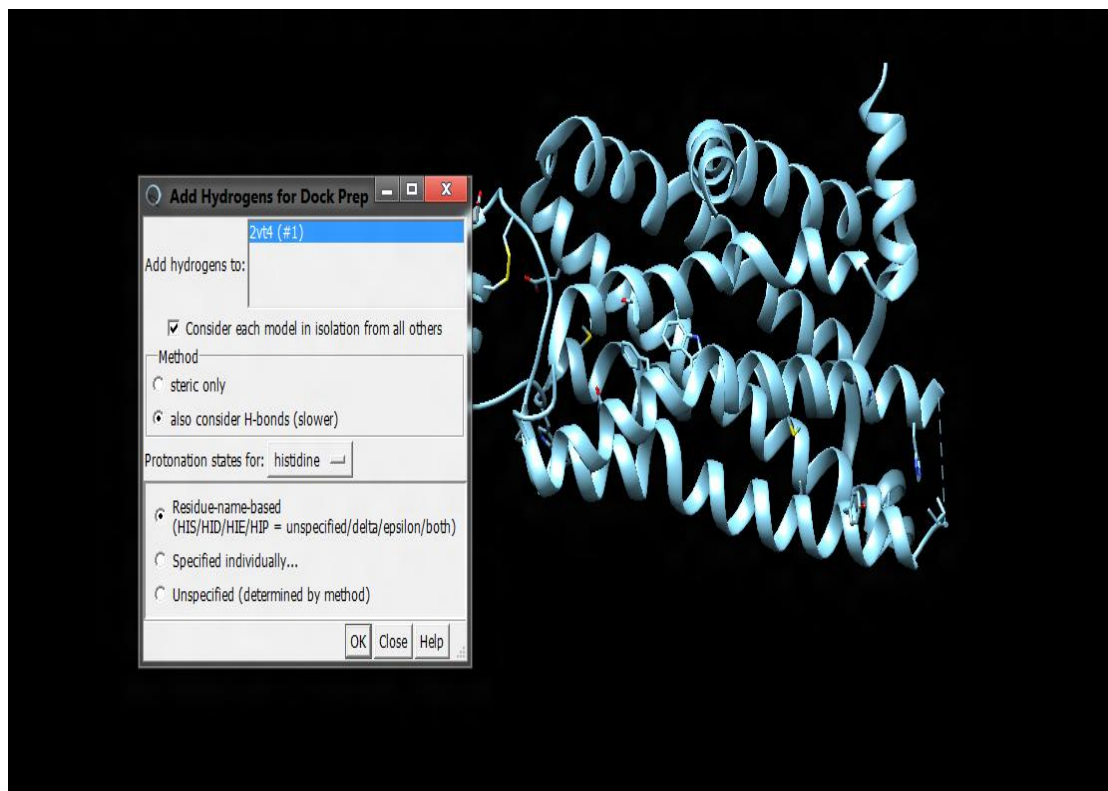 Add Hydrogens for Dock Prep
2vt4 (#1)
Add hydrogens to:
Consider each model in isolation from all others
Method
steric only
also consider H-bonds (slower)
Protonation states for: histidine
Residue-name-based
(HIS/HID/HIE/HIP = unspecified/delta/epsilon/both)
Specified individually...
Unspecified (determined by method)
OK Close Help